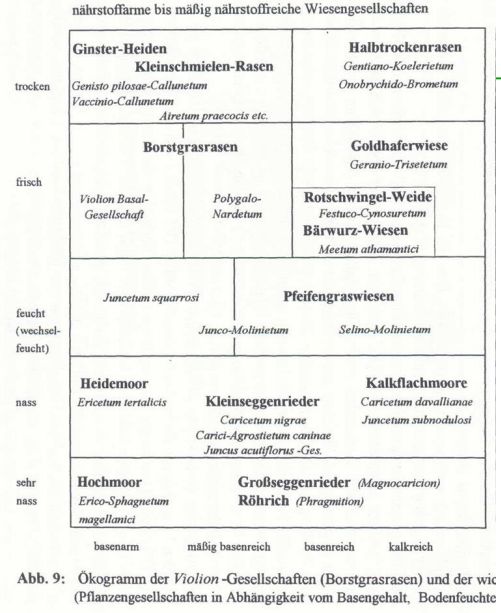 nährstoffarme bis mäßig nährstoffreiche Wiesengesellschaften
Ginster-Heiden
Kleinschmielen-Rasen
Genisto pilosae-Callunetum
Vaccinio-Callunetum
Airetum praecocis etc.
Halbtrockenrasen
Gentiano-Koelerietum
Onobrychido-Brometum
trocken
Borstgrasrasen
Goldhaferwiese
Geranio-Trisetetum
frisch
Violion Basal-
Gesellschaft
Polygalo-
Nardetum
Rotschwingel-Weide
Festuco-Cynosuretum
Bärwurz-Wiesen
Meetum athamantici
Juncetum squarrosi
Pfeifengraswiesen
feucht
(wechsel-
feucht)
Junco-Molinietum
Selino-Molinietum
Heidemoor
Ericetum tertalicis
Kalkflachmoore
Caricetum davallianae
Juncetum subnodulosi
nass
Kleinseggenrieder
Caricetum nigrae
Carici-Agrostietum caninae
Juncus acutiflorus -Ges.
sehr
nass
Hochmoor
Erico-Sphagnetum
magellanici
Großseggenrieder (Magnocaricion)
Röhrich (Phragmition)
basenarm mäßig basenreich basenreich kalkreich
Abb. 9: Ökogramm der Violion -Gesellschaften (Borstgrasrasen) und der
(Pflanzengesellschaften in Abhängigkeit vom Basengehalt, Bodenfeuchte